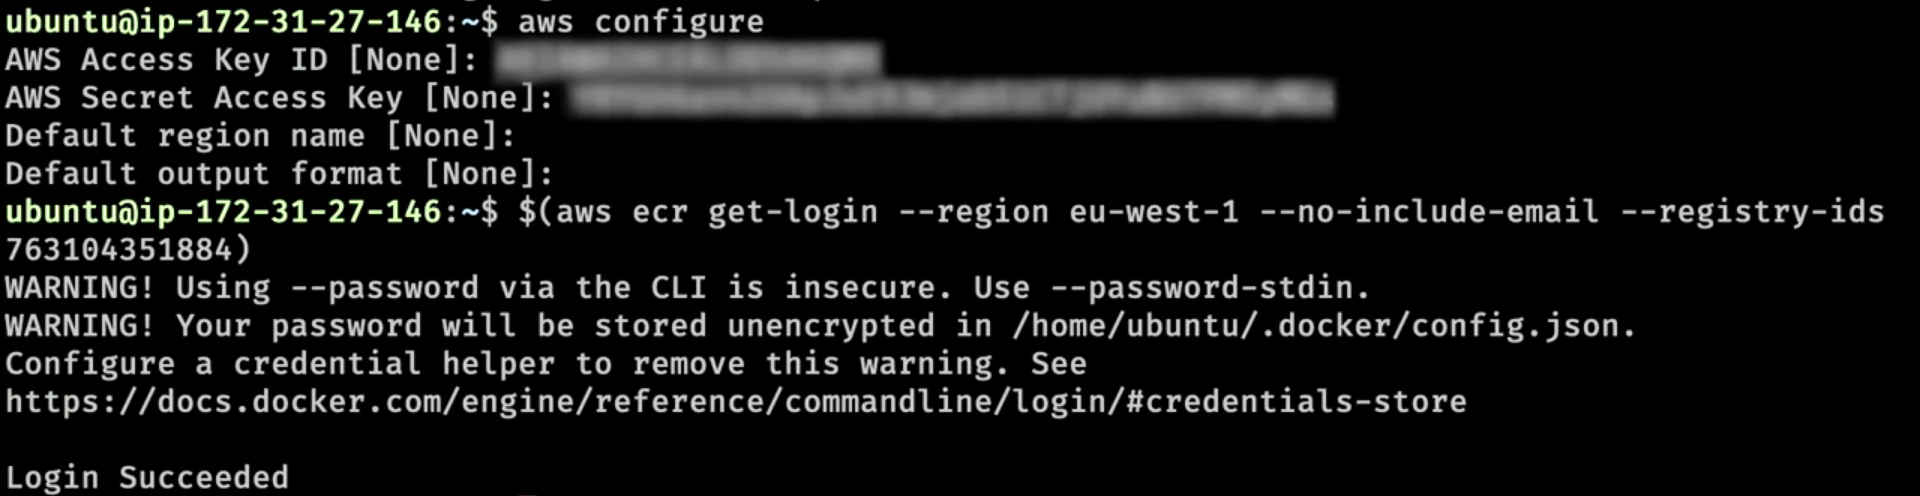 ubuntu@ip-172-31-27-146:~$ aws configure
AWS Access Key ID [None]:
AWS Secret Access Key [None]:
Default region name [None]:
Default output format [None]:
ubuntu@ip-172-31-27-146:~$ $(aws ecr get-login --region eu-west-1 --no-include-email --registry-ids
763104351884)
WARNING! Using --password via the CLI is insecure. Use --password-stdin.
WARNING! Your password will be stored unencrypted in /home/ubuntu/.docker/config.json.
Configure a credential helper to remove this warning. See
https://docs.docker.com/engine/reference/commandline/login/#credentials-store
Login Succeeded